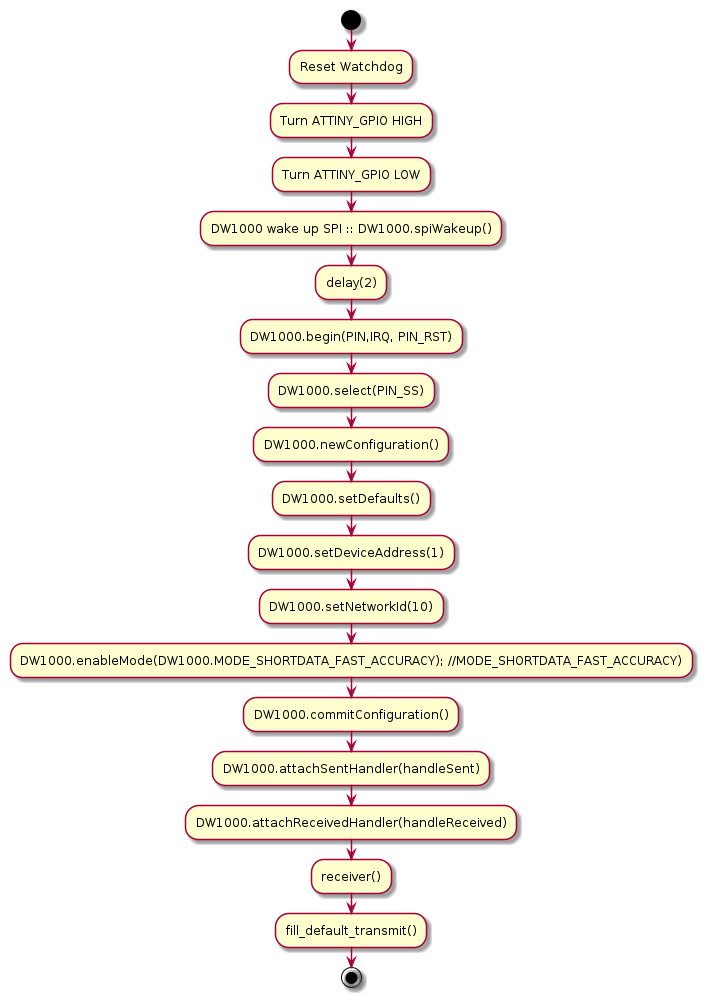 Reset Watchdog
Turn ATTINY_GPIO HIGH
Turn ATTINY_GPIO LOW
DW1000 wake up SPI :: DW1000.spiWakeup()
delay(2)
DW1000.begin(PIN,IRQ, PIN_RST)
DW1000.select(PIN_SS)
DW1000.newConfiguration()
DW1000.setDefaults()
DW1000.setDeviceAddress(1)
DW1000.setNetworkId(10)
DW1000.enableMode(DW1000.MODE_SHORTDATA_FAST_ACCURACY); //MODE_SHORTDATA_FAST_ACCURACY)
DW1000.commitConfiguration()
DW1000.attachSentHandler(handleSent)
DW1000.attachReceivedHandler(handleReceived)
receiver()
fill_default_transmit()